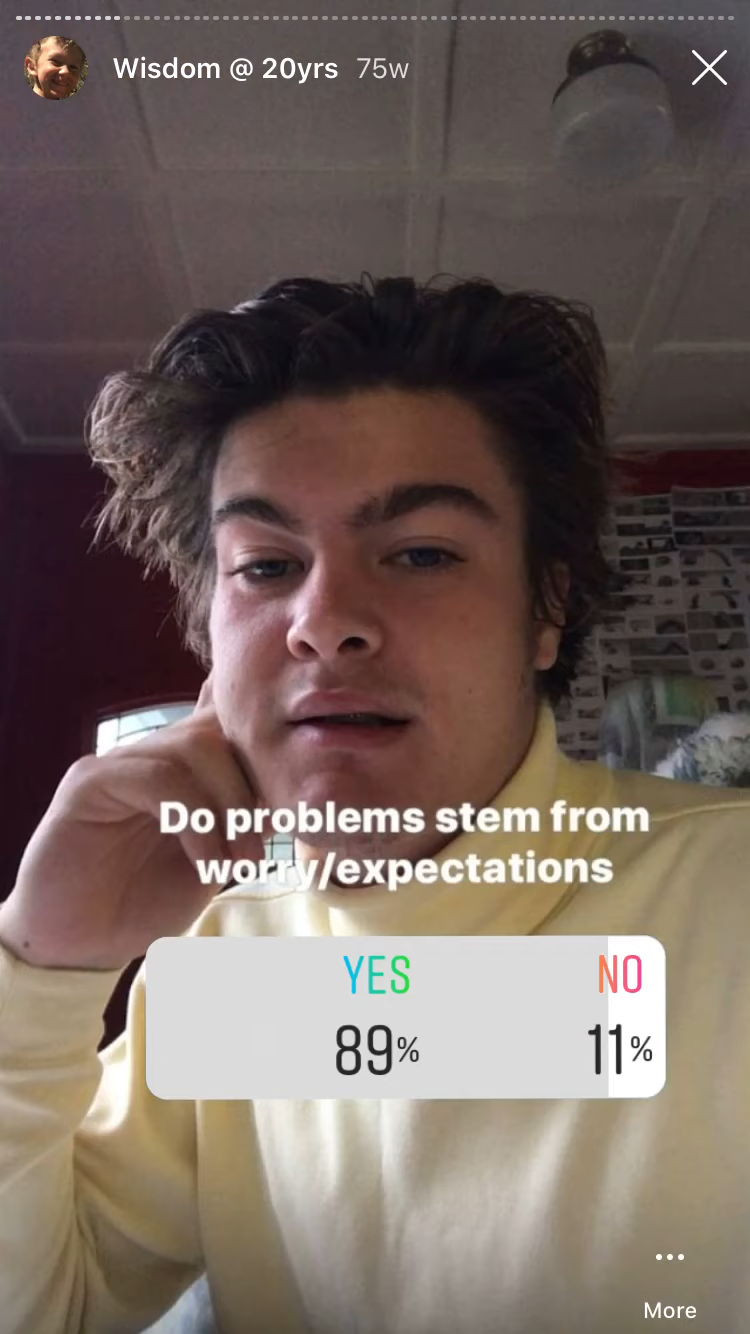 Wisdom @ 20yrs 75w
Do problems stem from
worry/expectations
YES NO
89% 11%
More